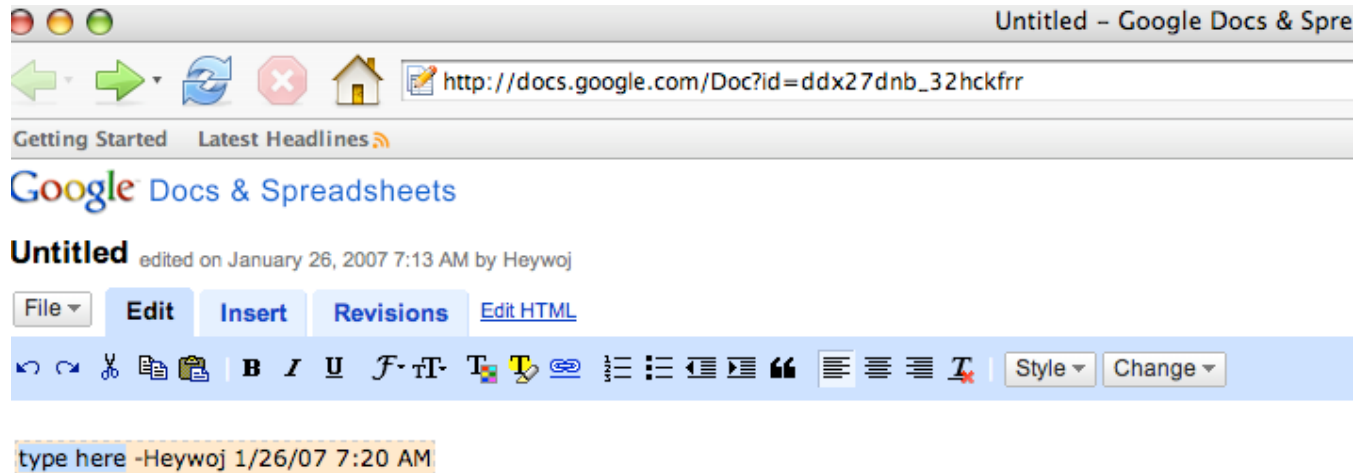 Untitled – Google Docs & Spre
http://docs.google.com/Doc?id=ddx27dnb_32hckfrr
Getting Started Latest Headlines
Google Docs & Spreadsheets
Untitled edited on January 26, 2007 7:13 AM by Heywoj
File Edit Insert Revisions Edit HTML
B I U F TT T T T Style Change
type here -Heywoj 1/26/07 7:20 AM